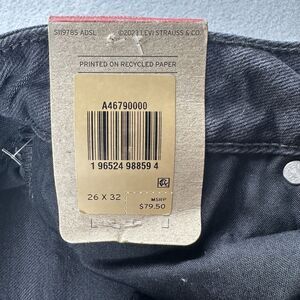 S119785 ADSL ©2021 LEVI STRAUSS & CO.
PRINTED ON RECYCLED PAPER
A46790000
1 96524 98859 4
26 X 32
MSRP
$79.50